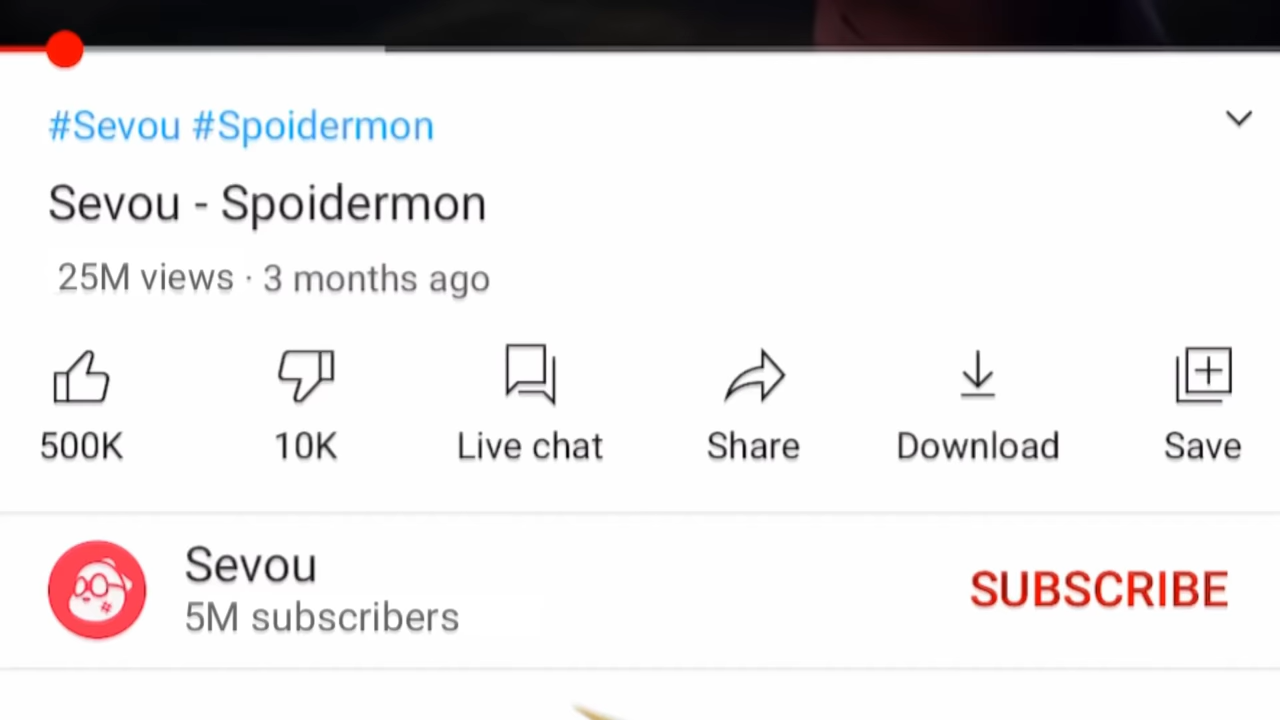 #Sevou #Spoidermon
Sevou - Spoidermon
25M views · 3 months ago
500K 10K Live chat Share Download Save
Sevou
5M subscribers
SUBSCRIBE